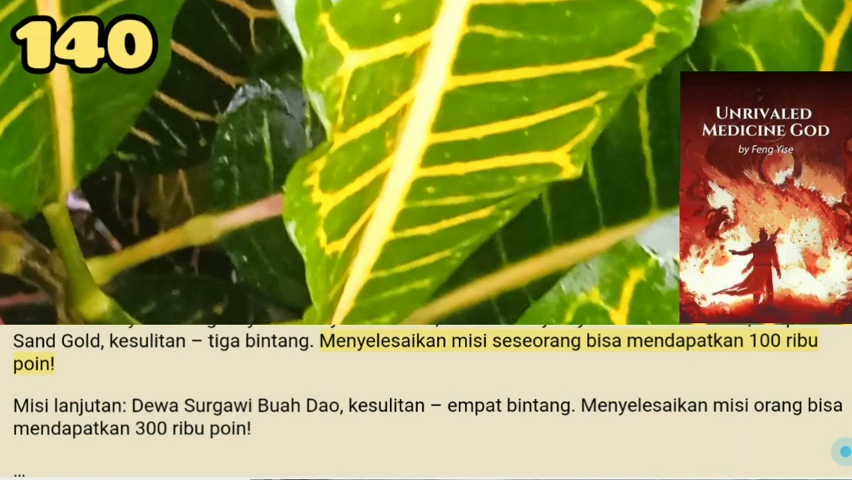 140
UNRIVALED
MEDICINE GOD
by Feng Yise
Sand Gold, kesulitan – tiga bintang. Menyelesaikan misi seseorang bisa mendapatkan 100 ribu
poin!
Misi lanjutan: Dewa Surgawi Buah Dao, kesulitan – empat bintang. Menyelesaikan misi orang bisa
mendapatkan 300 ribu poin!
...